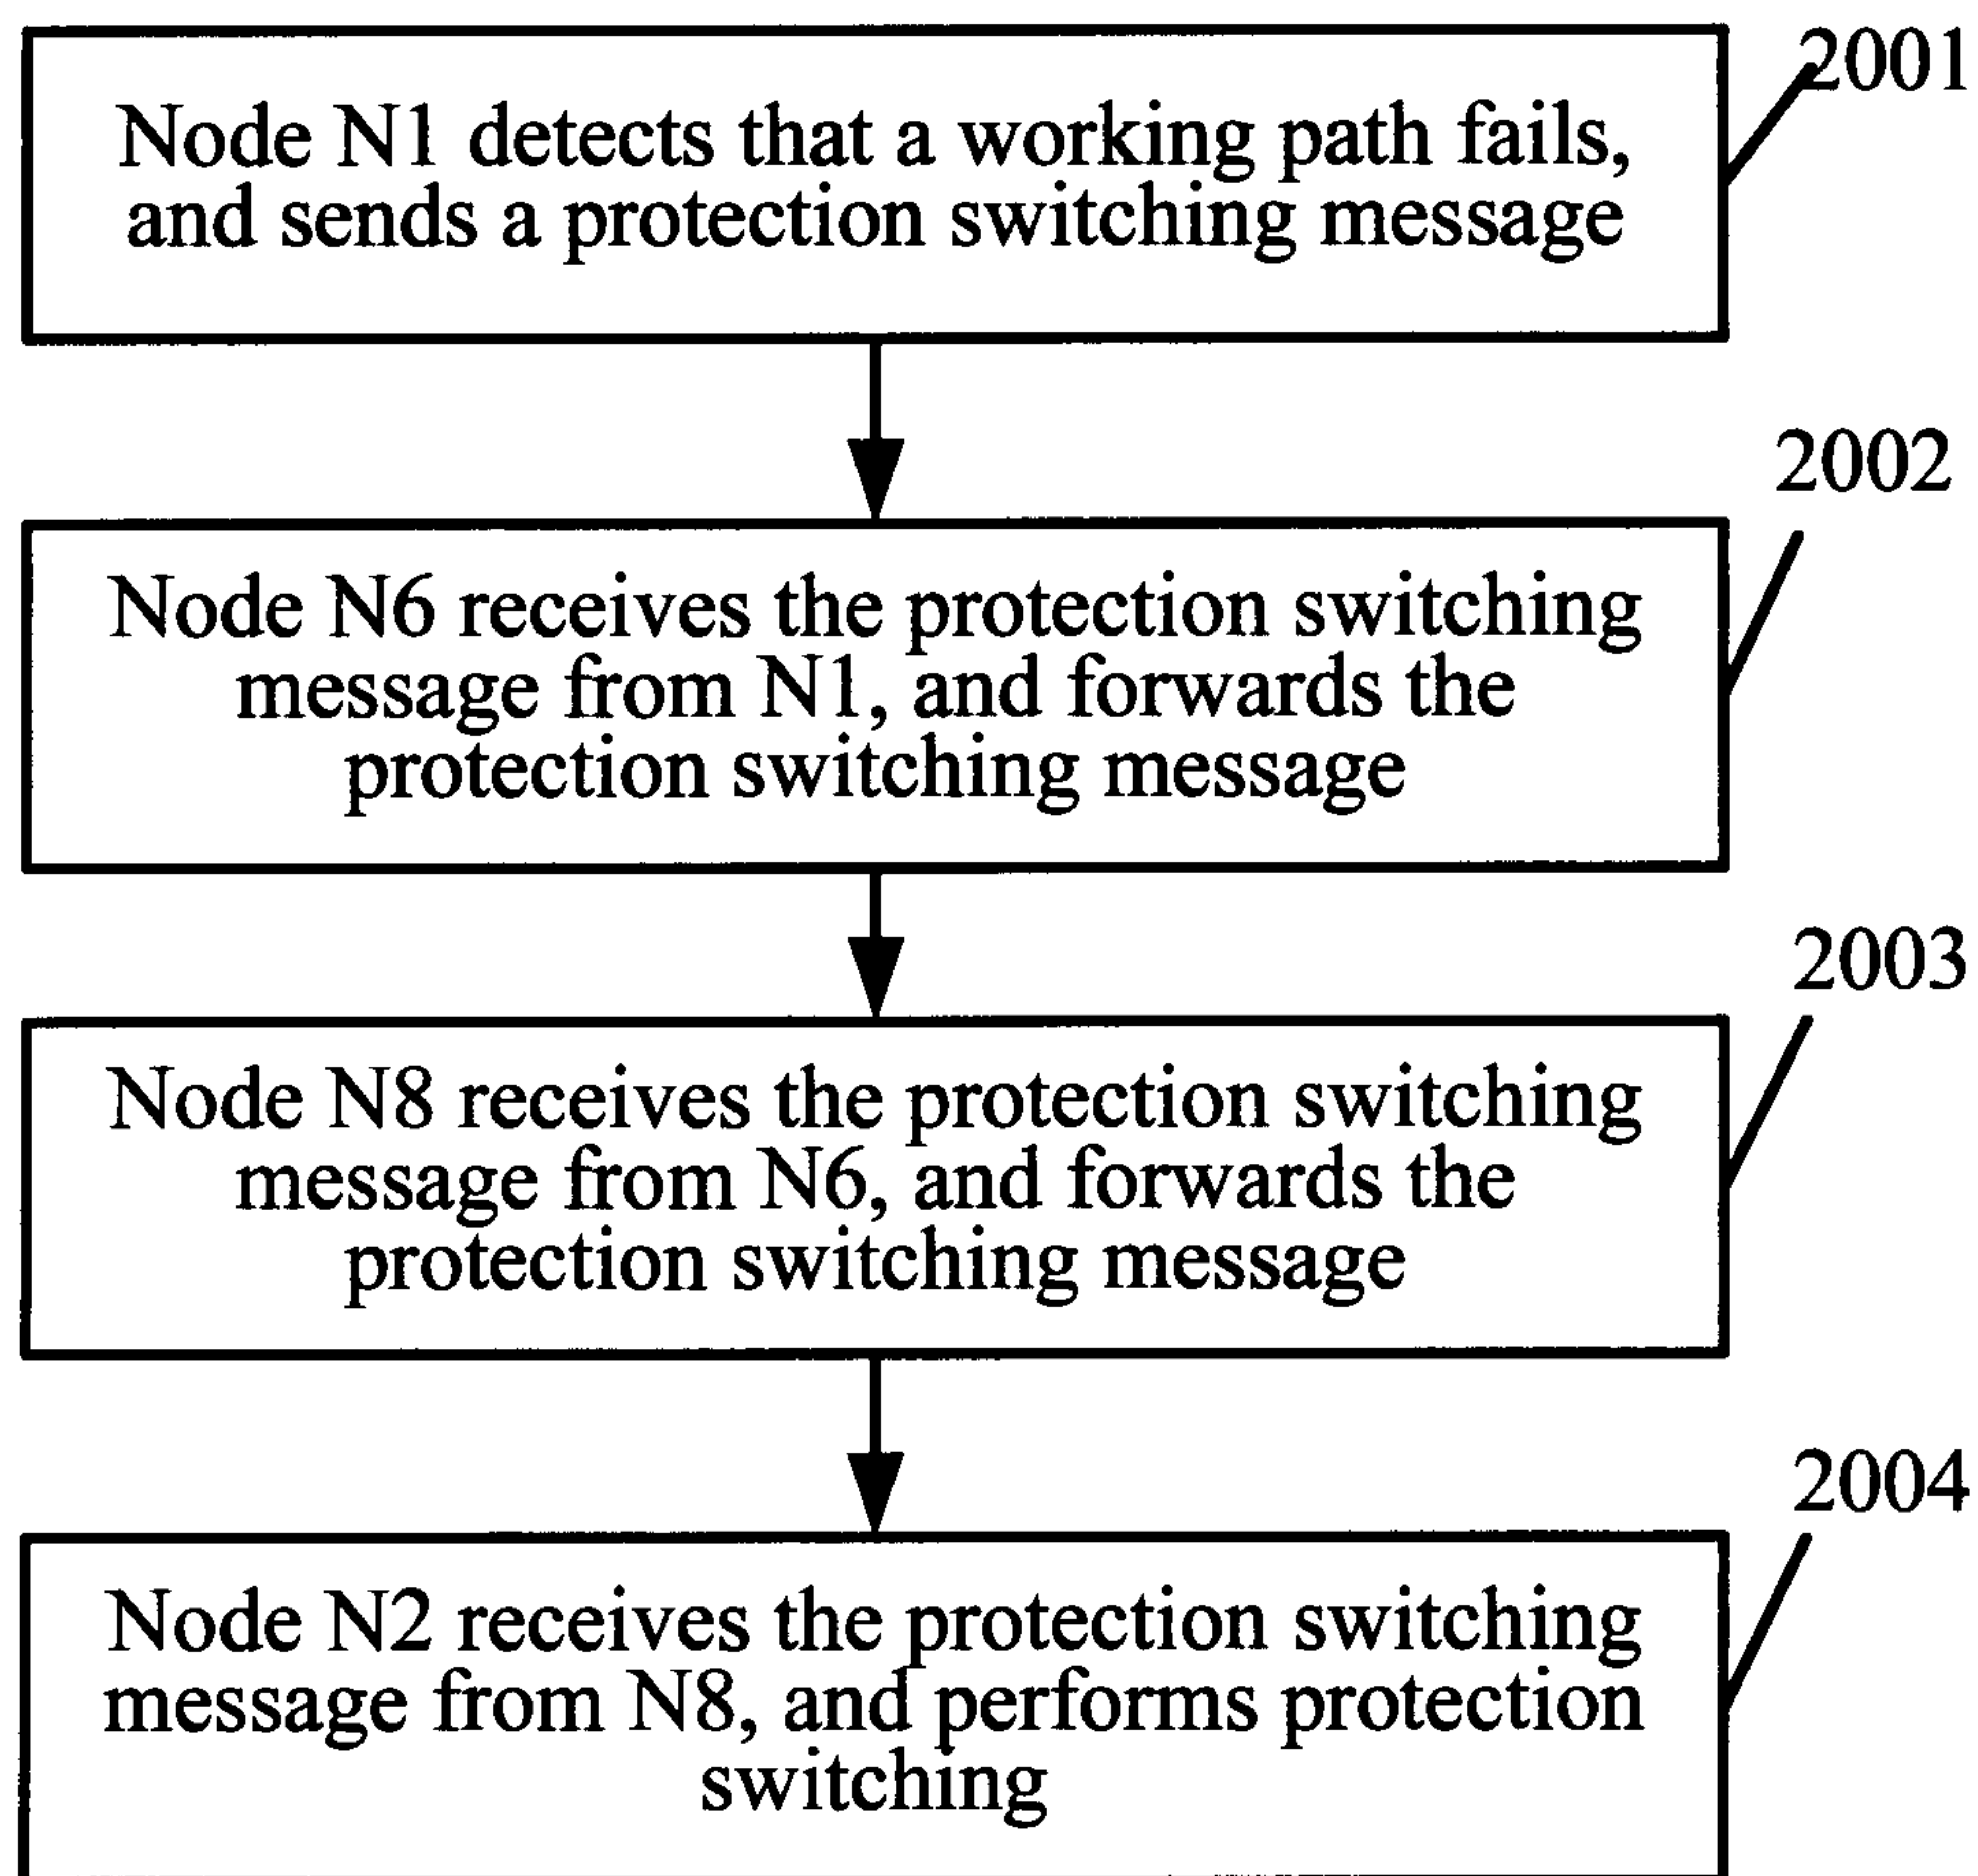 2001
Node N1 detects that a working path fails,
and sends a protection switching message
2002
Node N6 receives the protection switching
message from N1, and forwards the
protection switching message
2003
Node N8 receives the protection switching
message from N6, and forwards the
protection switching message
2004
Node N2 receives the protection switching
message from N8, and performs protection
switching